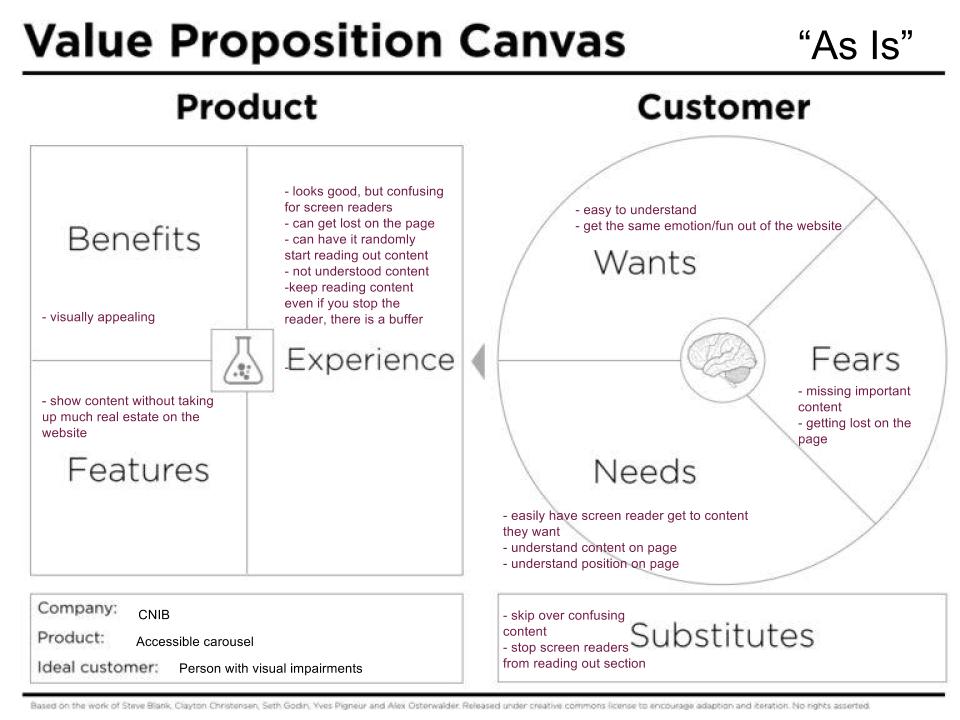 Value Proposition Canvas
“As Is”
Product
Customer
Benefits
- visually appealing
- looks good, but confusing
for screen readers
- can get lost on the page
- can have it randomly
start reading out content
- not understood content
-keep reading content
even if you stop the
reader, there is a buffer
-
Experience
- show content without taking
up much real estate on the
website
Features
- easy to understand
- get the same emotion/fun out of the website
Wants
Fears
- missing important
content
- getting lost on the
page
Needs
- easily have screen reader get to content
they want
- understand content on page
- understand position on page
Company: CNIB
Product: Accessible carousel
Ideal customer: Person with visual impairments
- skip over confusing
content
- stop screen readers
from reading out section
Substitutes
Based on the work of Steve Blank, Clayton Christensen, Seth Godin, Yves Pigneur and Alex Osterwalder. Released under creative commons license to encourage adaption and iteration. No rights asserted.